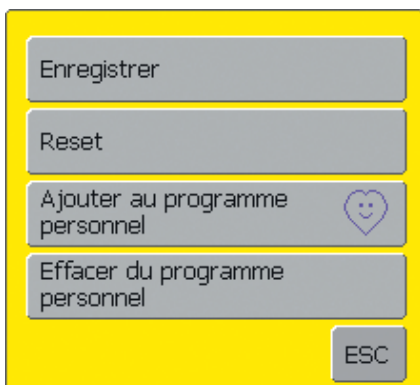 Enregistrer
Reset
Ajouter au programme
personnel
Effacer du programme
personnel
ESC